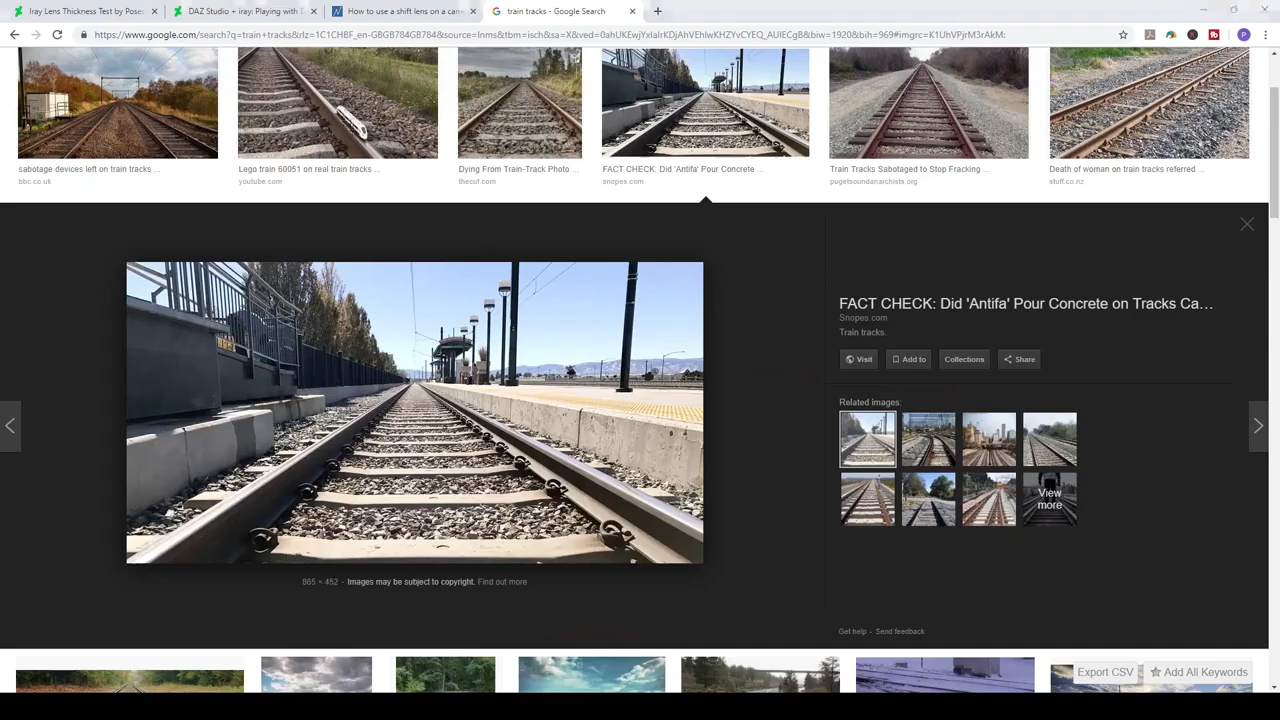 Iray Lens Thickness Test by Pose
DAZ Studio + iray: Playing with D
How to use a shift lens on a cam
train tracks - Google Search
https://www.google.com/search?q=train+tracks&rlz=1C1CHBF_en-GBGB784GB784&source=lnms&tbm=isch&sa=X&ved=0ahUKEwjYxIaIrKDjAhVEhIwKHZYvCYEQ_AUIECgB&biw=1920&bih=969#imgrc=K1UhVPjrM3rAkM:
sabotage devices left on train tracks ...
bbc.co.uk
Lego train 60051 on real train tracks ...
youtube.com
Dying From Train-Track Photo ...
thecut.com
FACT CHECK: Did 'Antifa' Pour Concrete ...
snopes.com
Train Tracks Sabotaged to Stop Fracking ...
pugetsoundanarchists.org
Death of woman on train tracks referred ...
stuff.co.nz
FACT CHECK: Did 'Antifa' Pour Concrete on Tracks Ca...
Snopes.com
Train tracks.
Visit
Add to
Collections
Share
Related images:
View
more
865 × 452 - Images may be subject to copyright. Find out more
Get help - Send feedback
Export CSV
Add All Keywords